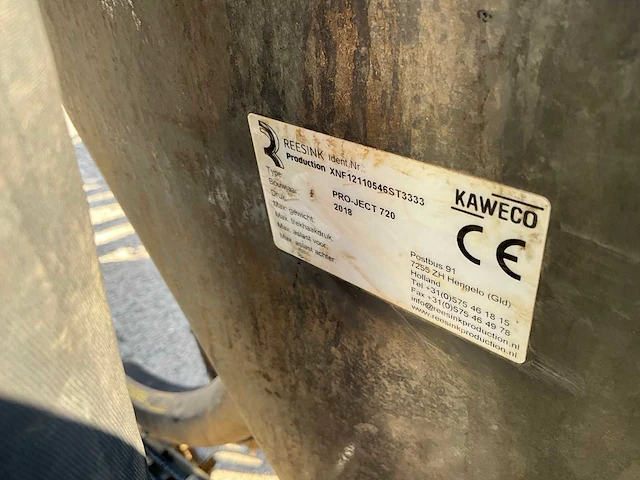 REESINK
Production
Ident.Nr
XNF12110546ST3333
Type
PRO-JECT 720
Bouwjaar
2018
Druk
Max. gewicht
Max. trekhaakdruk
Max. aslast voor
Max. aslast achter
KAWECO
CE
Postbus 91
7255 ZH Hengelo (Gld)
Holland
Tel +31(0)575 46 18 15
Fax +31(0)575 46 49 78
info@reesinkproduction.nl
www.reesinkproduction.nl